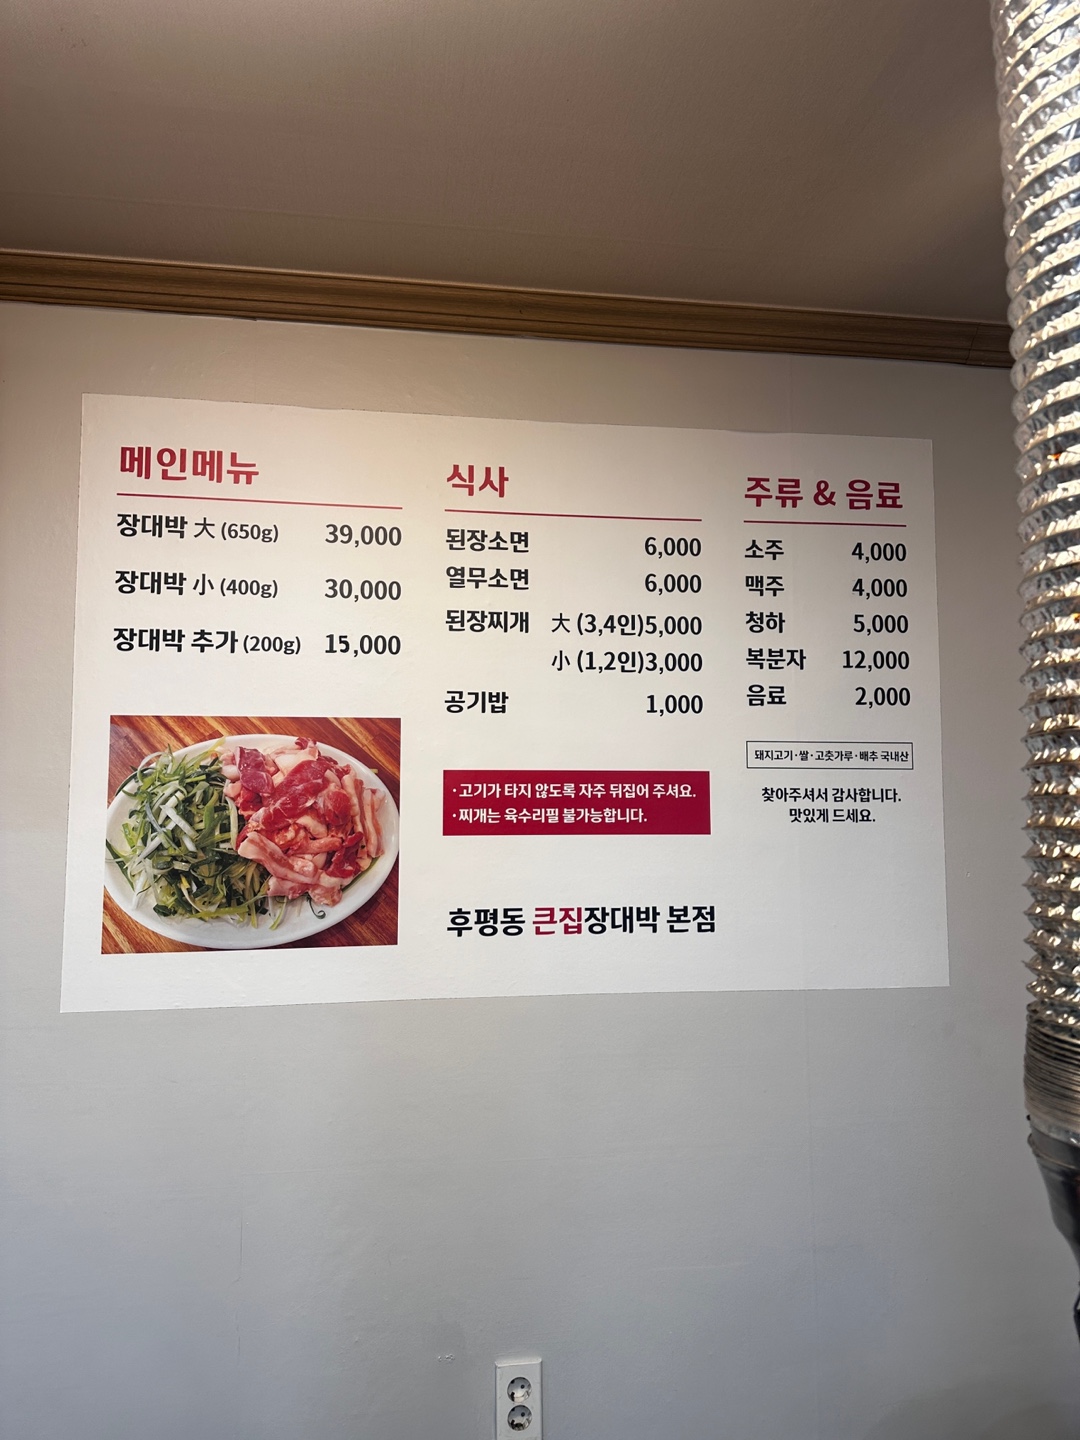 메인메뉴
장대박 大 (650g) 39,000
장대박 小 (400g) 30,000
장대박 추가 (200g) 15,000
식사
된장소면 6,000
열무소면 6,000
된장찌개 大 (3,4인)5,000
小 (1,2인)3,000
공기밥 1,000
·고기가 타지 않도록 자주 뒤집어 주셔요.
·찌개는 육수리필 불가능합니다.
후평동 큰집장대박 본점
주류 & 음료
소주 4,000
맥주 4,000
청하 5,000
복분자 12,000
음료 2,000
돼지고기·쌀·고춧가루·배추 국내산
찾아주셔서 감사합니다.
맛있게 드세요.